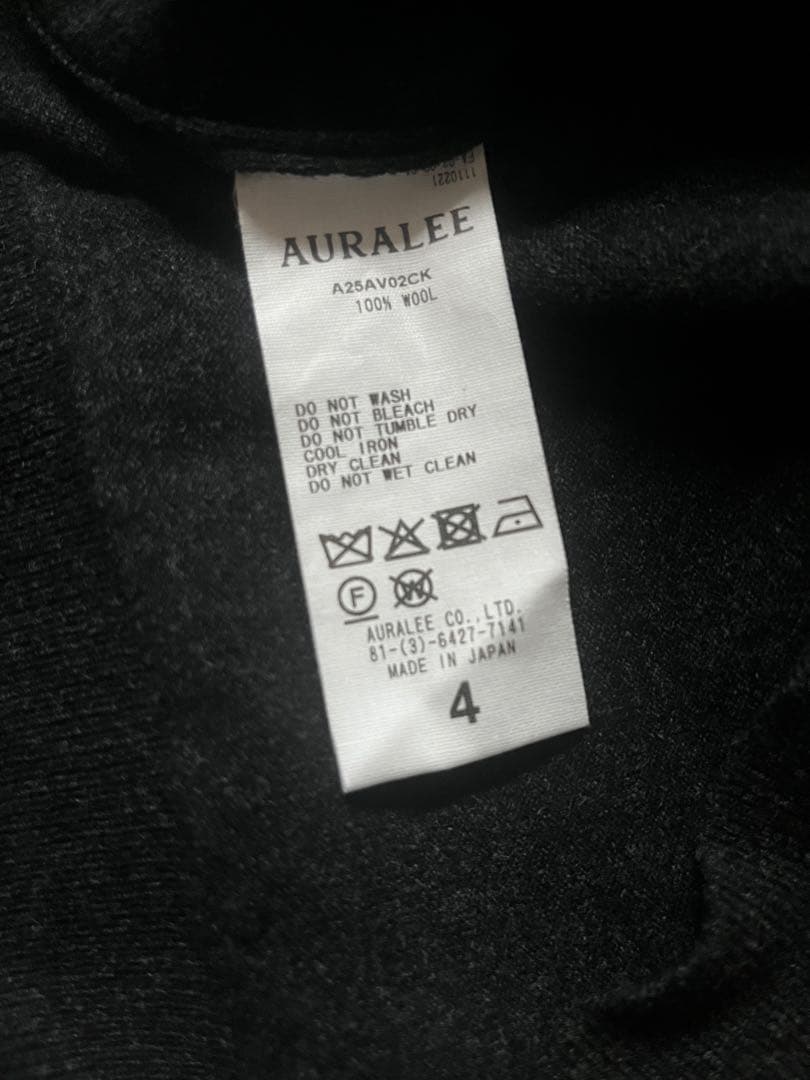 1110221
AURALEE
A25AV02CK
100% WOOL
DO NOT WASH
DO NOT BLEACH
DO NOT TUMBLE DRY
COOL IRON
DRY CLEAN
DO NOT WET CLEAN
F
W
AURALEE CO.,LTD.
81-(3)-6427-7141
MADE IN JAPAN
4